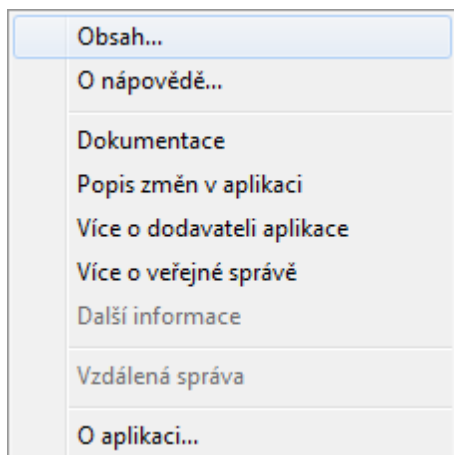 Obsah...
O nápovědě...
Dokumentace
Popis změn v aplikaci
Více o dodavateli aplikace
Více o veřejné správě
Další informace
Vzdálená správa
O aplikaci...